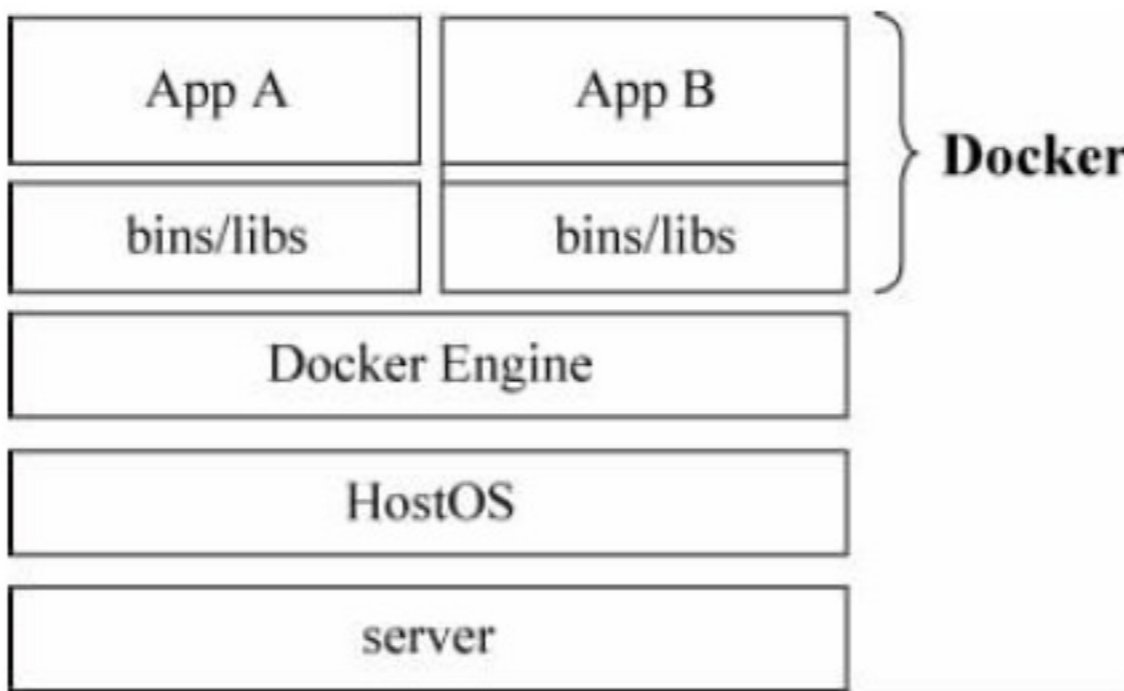 App A
App B
Docker
bins/libs
bins/libs
Docker Engine
HostOS
server